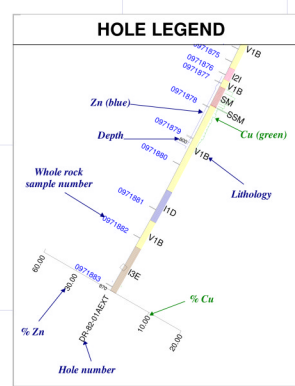 HOLE LEGEND
0971875
V1B
0971876
I2I
0971877
V1B
0971878
SM
Zn (blue)
SSM
Depth
0971879
Cu (green)
0971880
V1B
Whole rock
sample number
Lithology
0971881
I1D
0971882
V1B
60.00
0971883
I3E
30.00
670
% Cu
DR-82-01AEXT
10.00
% Zn
20.00
Hole number